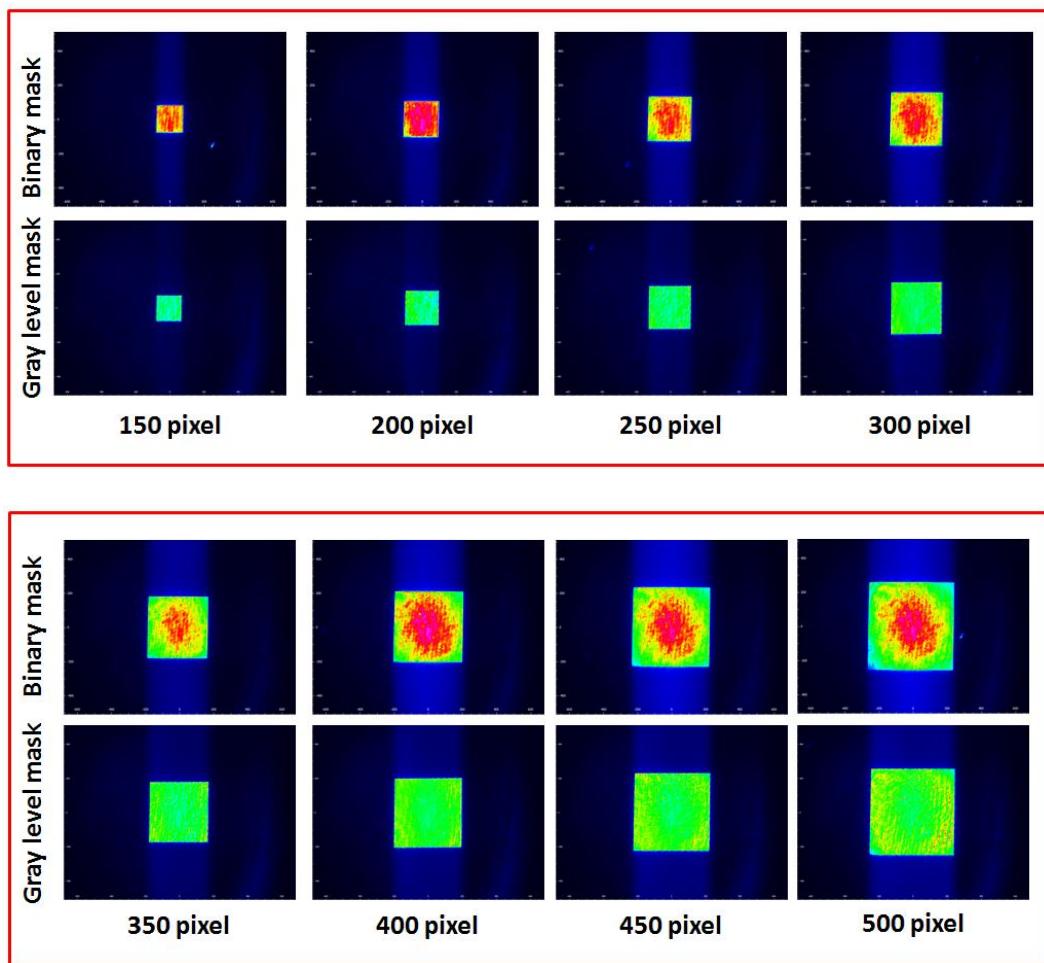 Binary mask
Gray level mask
150 pixel
200 pixel
250 pixel
300 pixel
Binary mask
Gray level mask
350 pixel
400 pixel
450 pixel
500 pixel